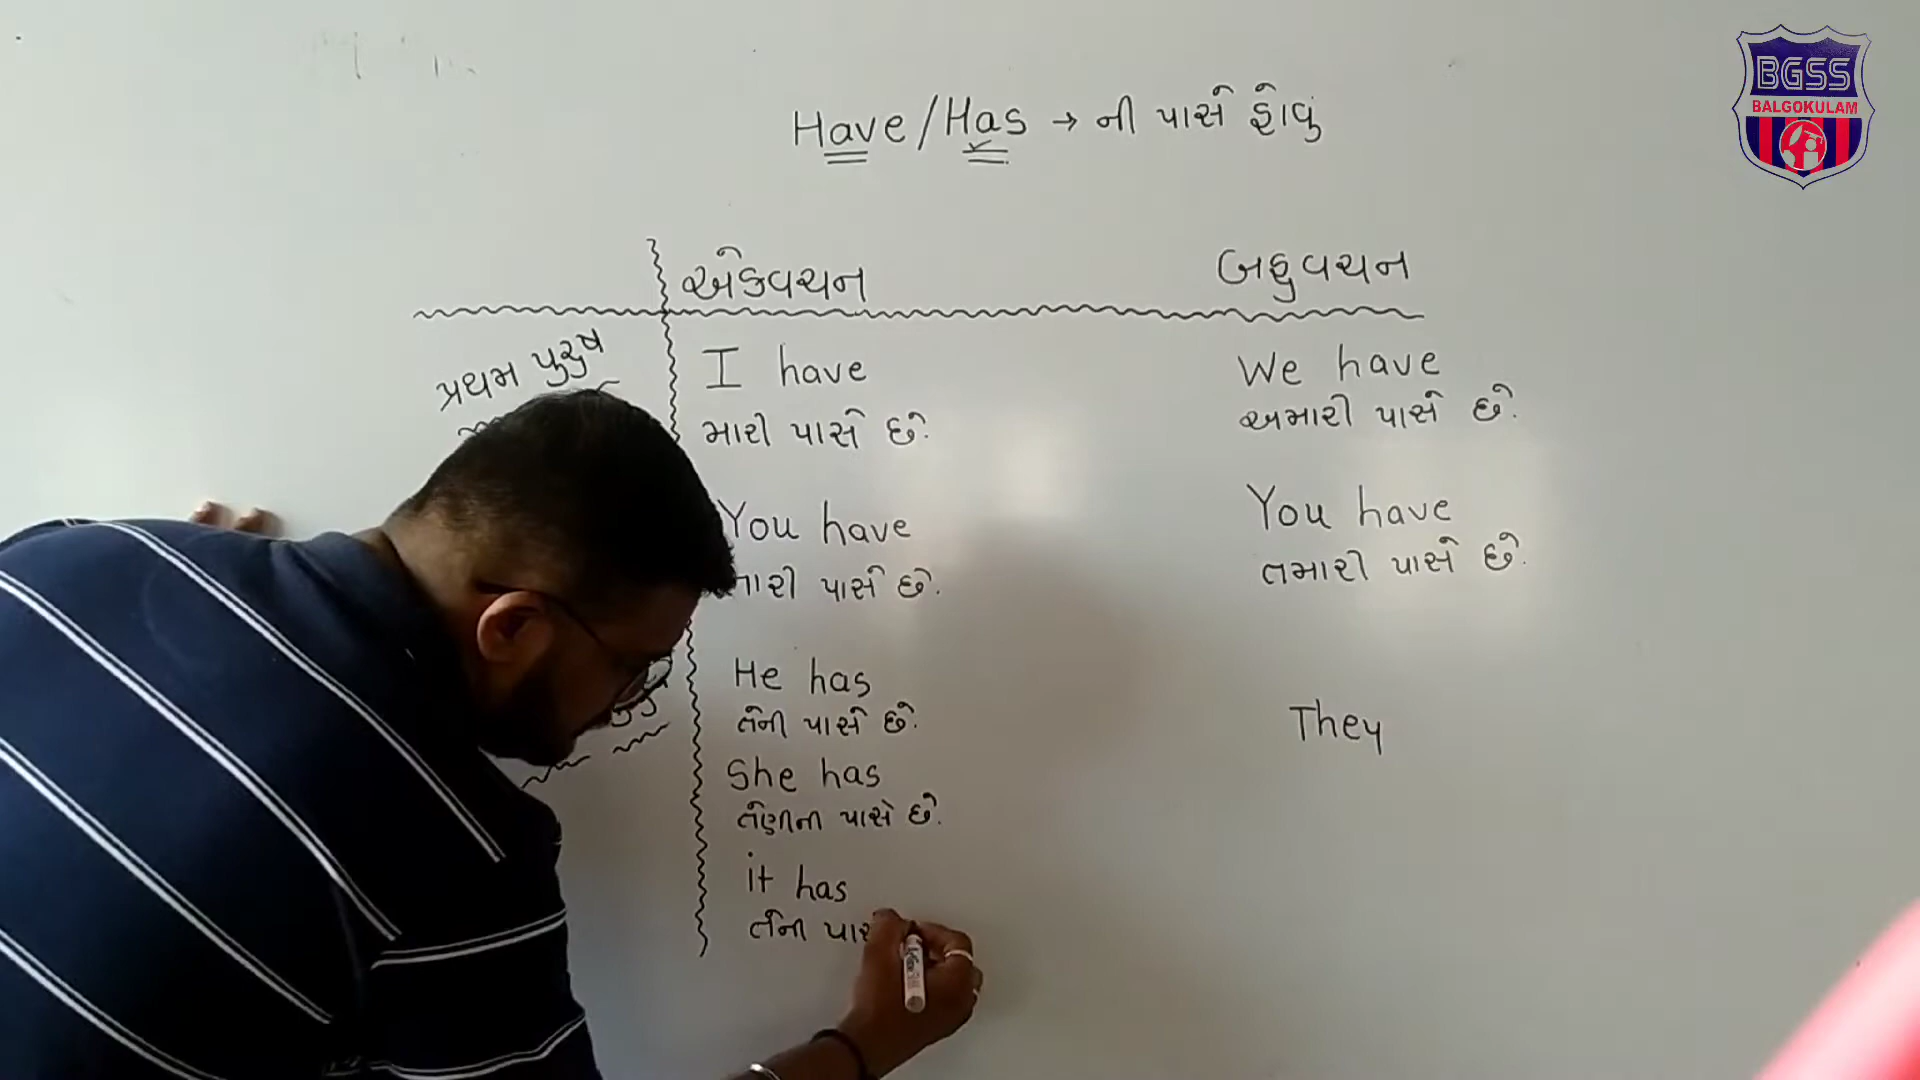 BGSS
BALGOKULAM
Have/Has → ની પાસે હોવું
એકવચન બહુવચન
પ્રથમ પુરુષ I have We have
મારી પાસે છે. અમારી પાસે છે.
You have You have
પાસે છે. તમારી પાસે છે.
He has
તેની પાસે છે. They
She has
તેણીની પાસે છે.
it has
તેની